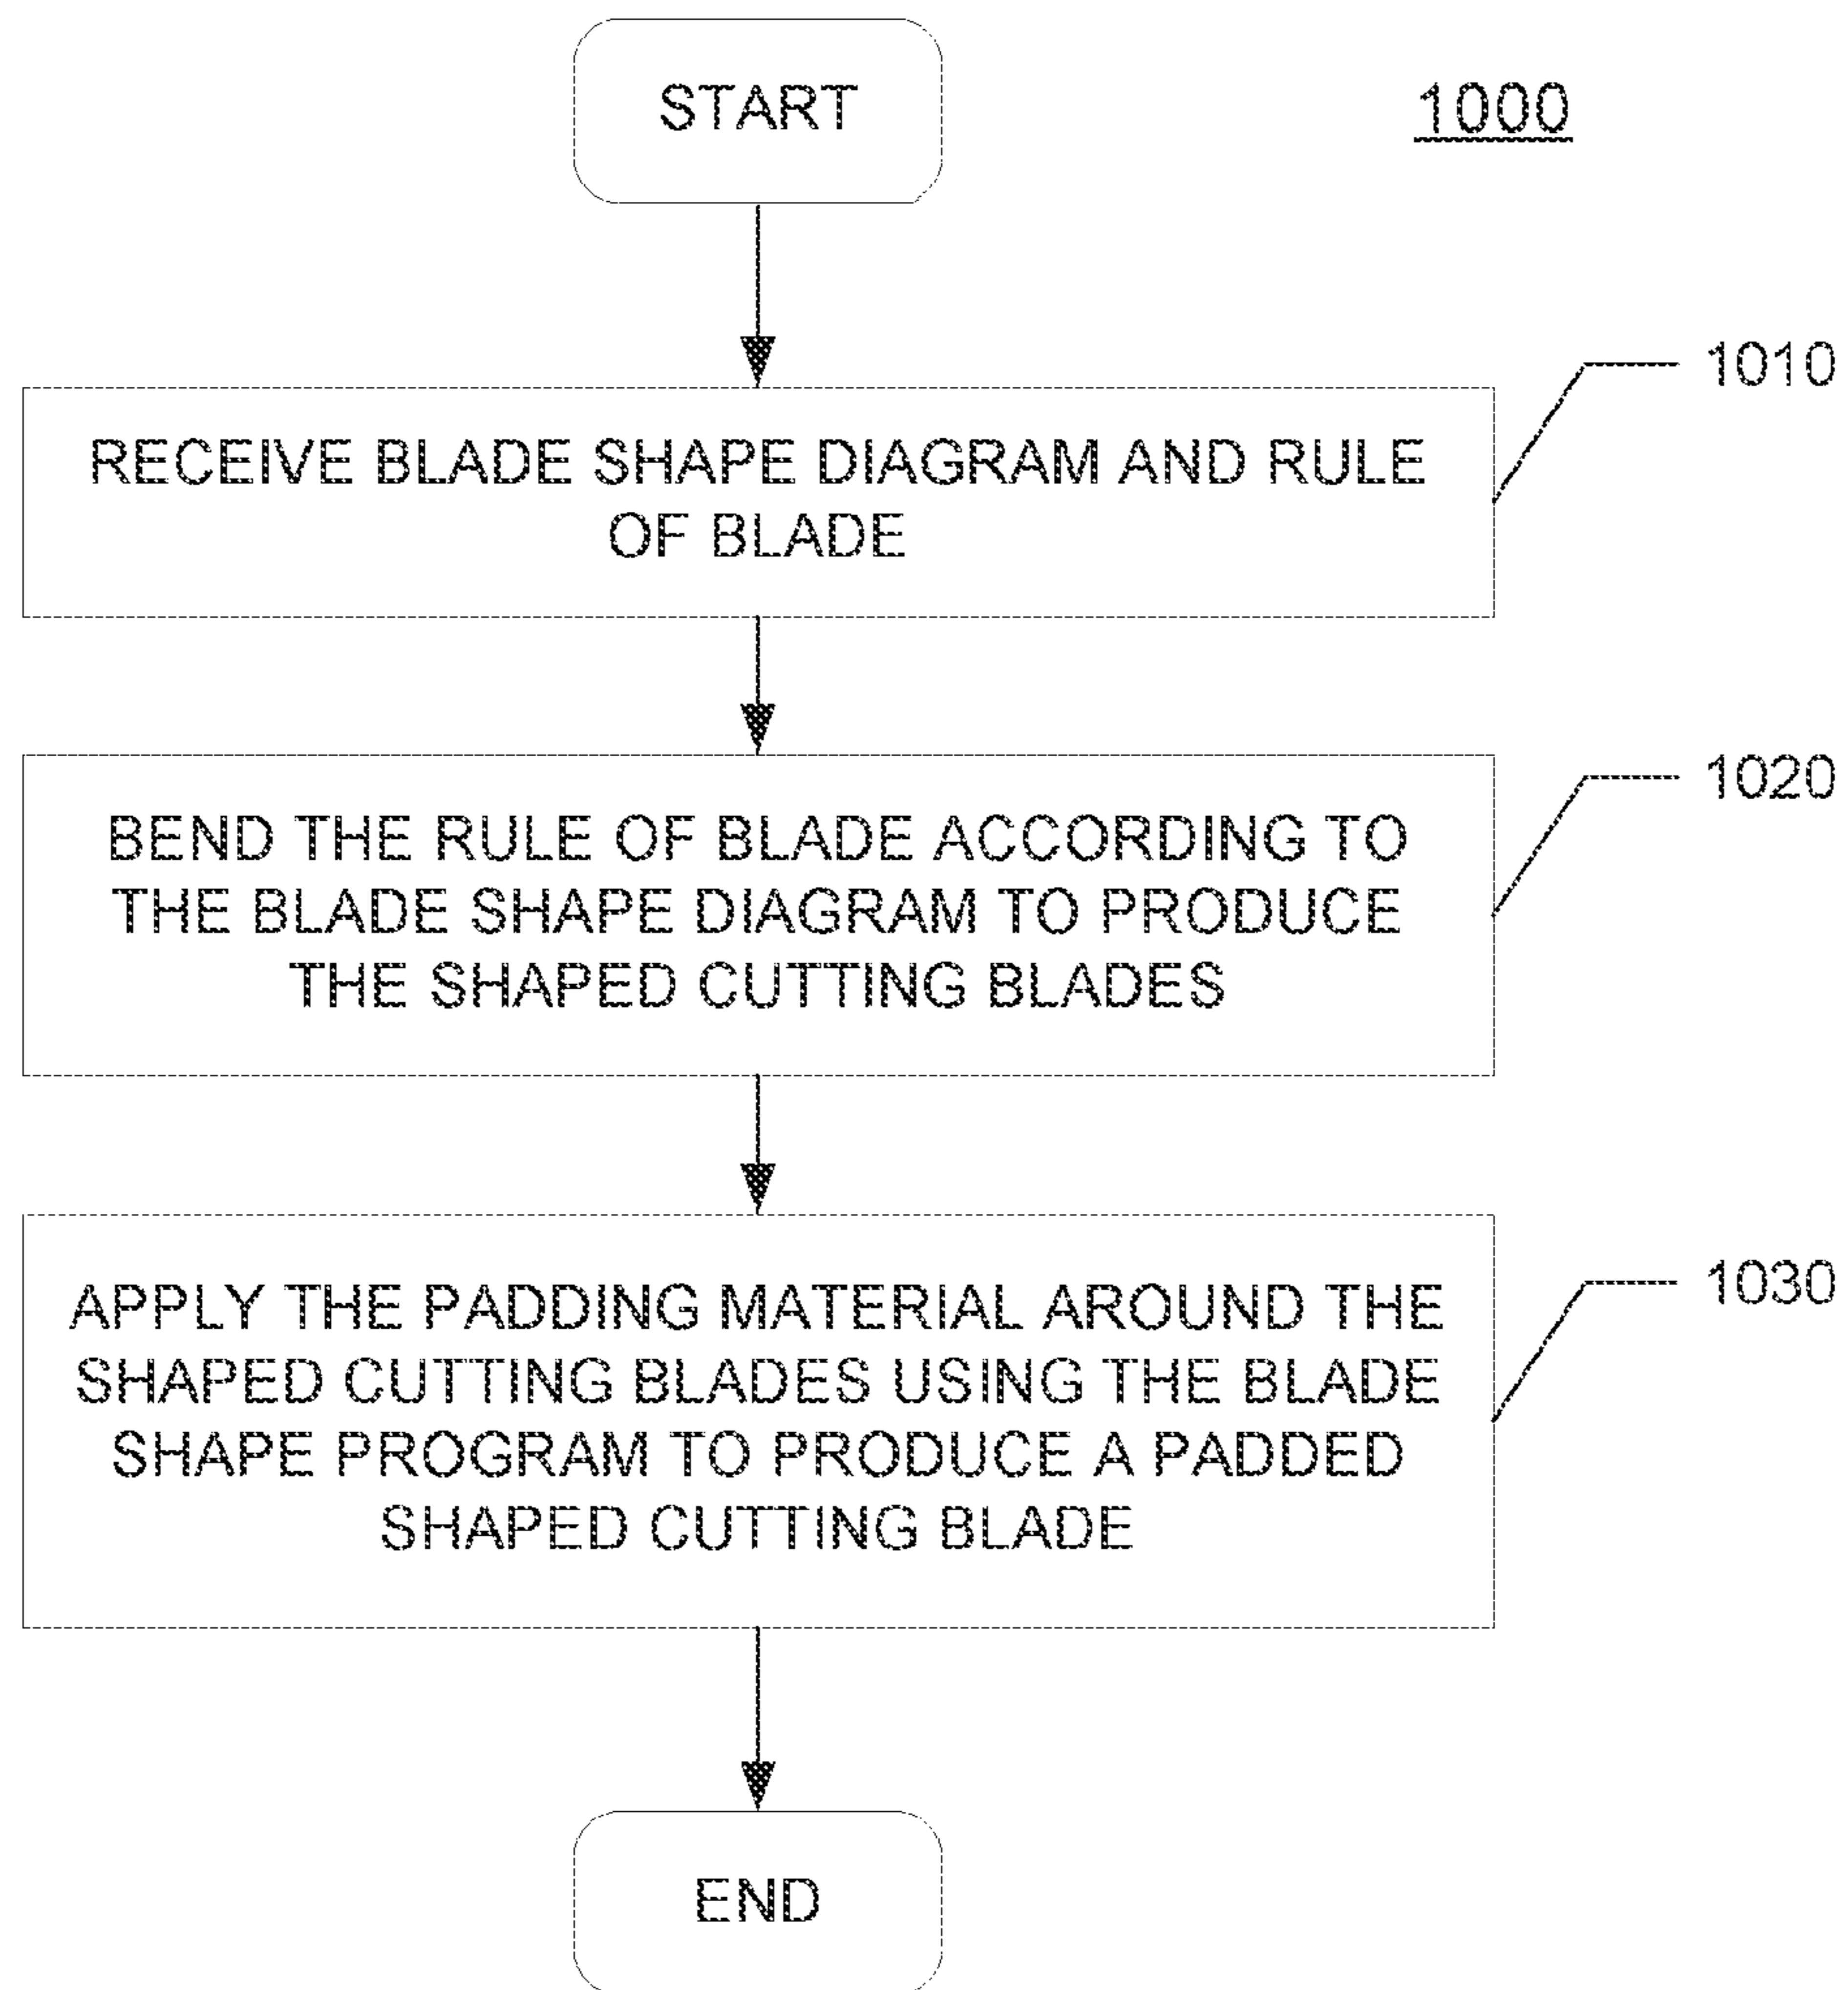 START
1000
1010
RECEIVE BLADE SHAPE DIAGRAM AND RULE
OF BLADE
1020
BEND THE RULE OF BLADE ACCORDING TO
THE BLADE SHAPE DIAGRAM TO PRODUCE
THE SHAPED CUTTING BLADES
1030
APPLY THE PADDING MATERIAL AROUND THE
SHAPED CUTTING BLADES USING THE BLADE
SHAPE PROGRAM TO PRODUCE A PADDED
SHAPED CUTTING BLADE
END